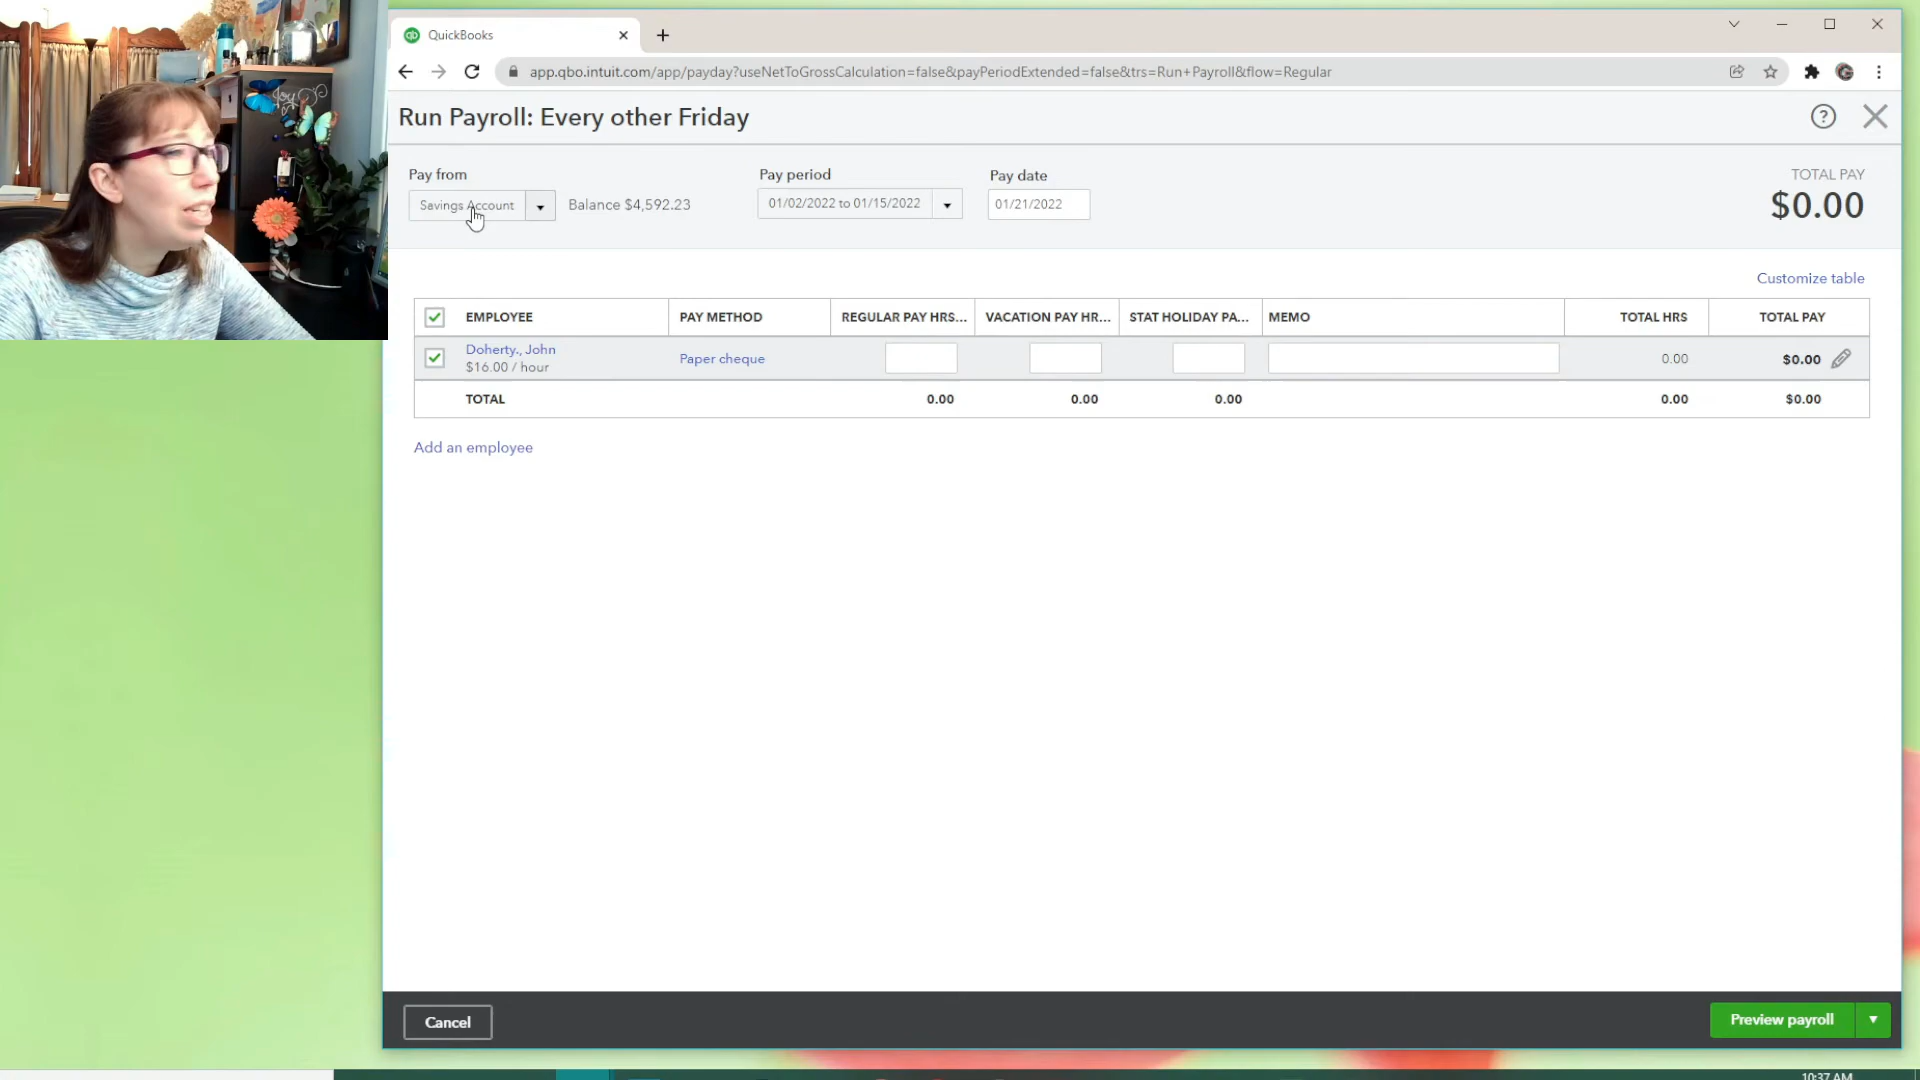 QuickBooks
app.qbo.intuit.com/app/payday?useNetToGrossCalculation=false&payPeriodExtended=false&trs=Run+Payroll&flow=Regular
Run Payroll: Every other Friday
Pay from
Pay period
Pay date
TOTAL PAY
Savings Account
Balance $4,592.23
01/02/2022 to 01/15/2022
01/21/2022
$0.00
Customize table
EMPLOYEE
PAY METHOD
REGULAR PAY HRS...
VACATION PAY HR...
STAT HOLIDAY PA...
MEMO
TOTAL HRS
TOTAL PAY
Doherty., John
$16.00 / hour
Paper cheque
0.00
$0.00
TOTAL
0.00
0.00
0.00
0.00
$0.00
Add an employee
Cancel
Preview payroll
10:37 AM
Joy